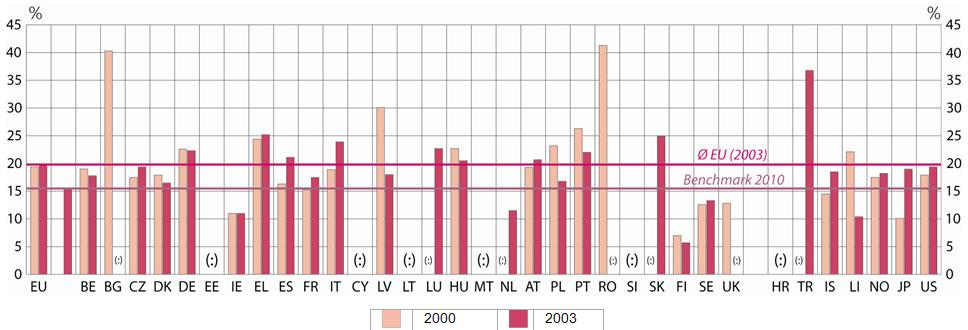 % %
45 45
40 40
35 35
30 30
25 25
20 Ø EU (2003) 20
15 Benchmark 2010 15
10 10
5 (:) (:) (:) (:) (:) (:) (:) (:) (:) (:) (:) (:) (:) 5
0 0
EU BE BG CZ DK DE EE IE EL ES FR IT CY LV LT LU HU MT NL AT PL PT RO SI SK FI SE UK HR TR IS LI NO JP US
2000 2003